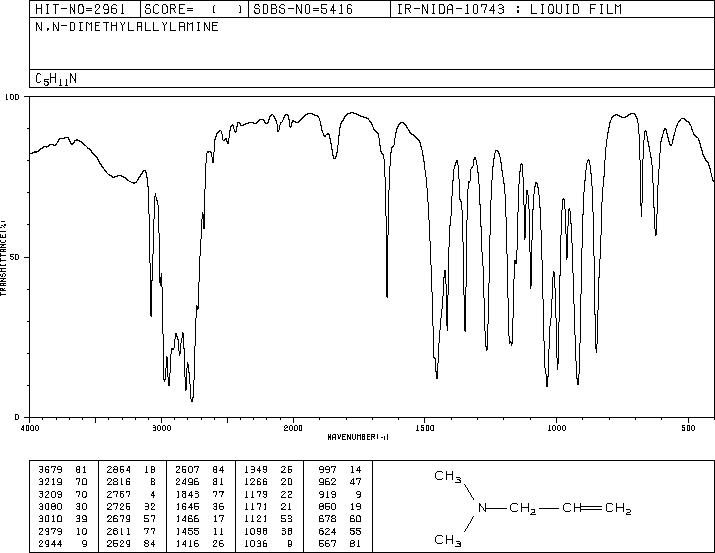 HIT-NO=2961 SCORE= ( ) SDBS-NO=5416 IR-NIDA-10743 : LIQUID FILM
N,N-DIMETHYLALLYLAMINE
C5H11N
100
50
0
TRANSMITTANCE(%)
4000 3000 2000 1500 1000 500
WAVENUMBER(-1)
3679 81 2864 18 2507 84 1349 26 997 14
3219 70 2816 8 2496 81 1266 20 962 47
3209 70 2767 4 1843 77 1179 22 919 9
3080 30 2726 32 1645 36 1171 21 850 19
3010 39 2679 57 1466 17 1121 53 678 60
2979 10 2611 77 1455 11 1098 38 624 55
2944 9 2529 84 1416 26 1036 9 567 81
CH3
N—CH2—CH=CH2
CH3